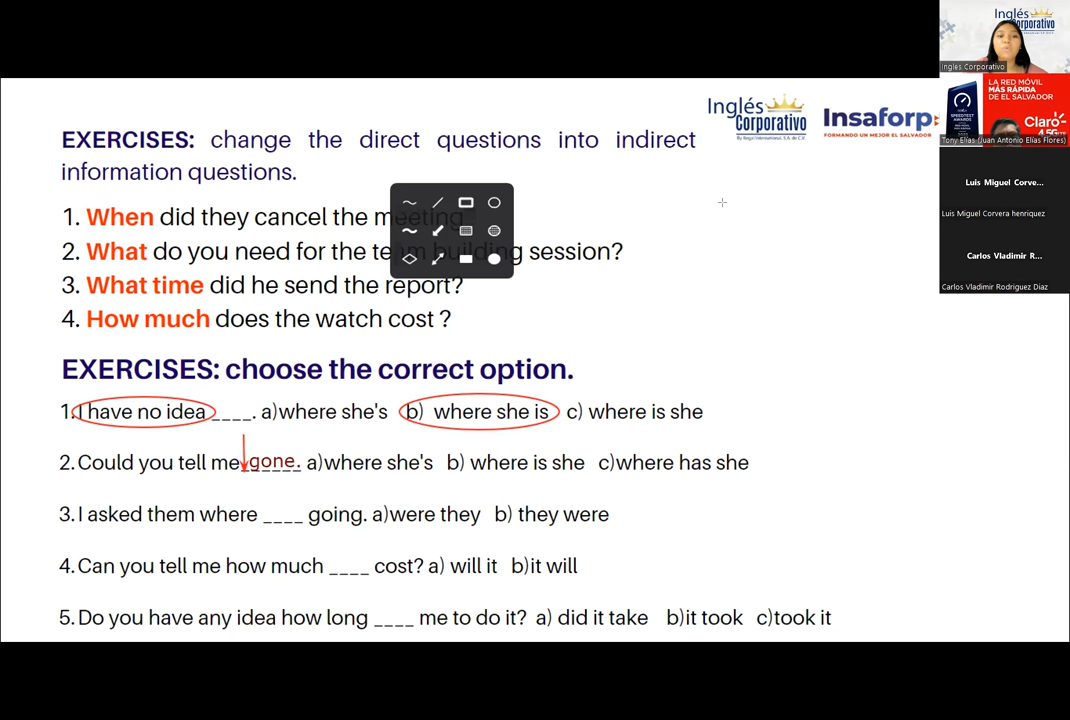 Inglés
Corporativo
Ingles Corporativo
LA RED MÓVIL
MÁS RÁPIDA
DE EL SALVADOR
Claro
Tony Elías (Juan Antonio Elías Flores)
Luis Miguel Corve...
Luis Miguel Corvera henriquez
Carlos Vladimir R...
Carlos Vladimir Rodriguez Diaz
Inglés
Corporativo
Insaforp
FORMANDO UN MEJOR EL SALVADOR
EXERCISES: change the direct questions into indirect
information questions.
1. When did they cancel the meeting
2. What do you need for the team building session?
3. What time did he send the report?
4. How much does the watch cost ?
EXERCISES: choose the correct option.
1. I have no idea ____. a)where she's b) where she is c) where is she
2. Could you tell me gone. a)where she's b) where is she c)where has she
3. I asked them where ____ going. a)were they b) they were
4. Can you tell me how much ____ cost? a) will it b)it will
5. Do you have any idea how long ____ me to do it? a) did it take b)it took c)took it